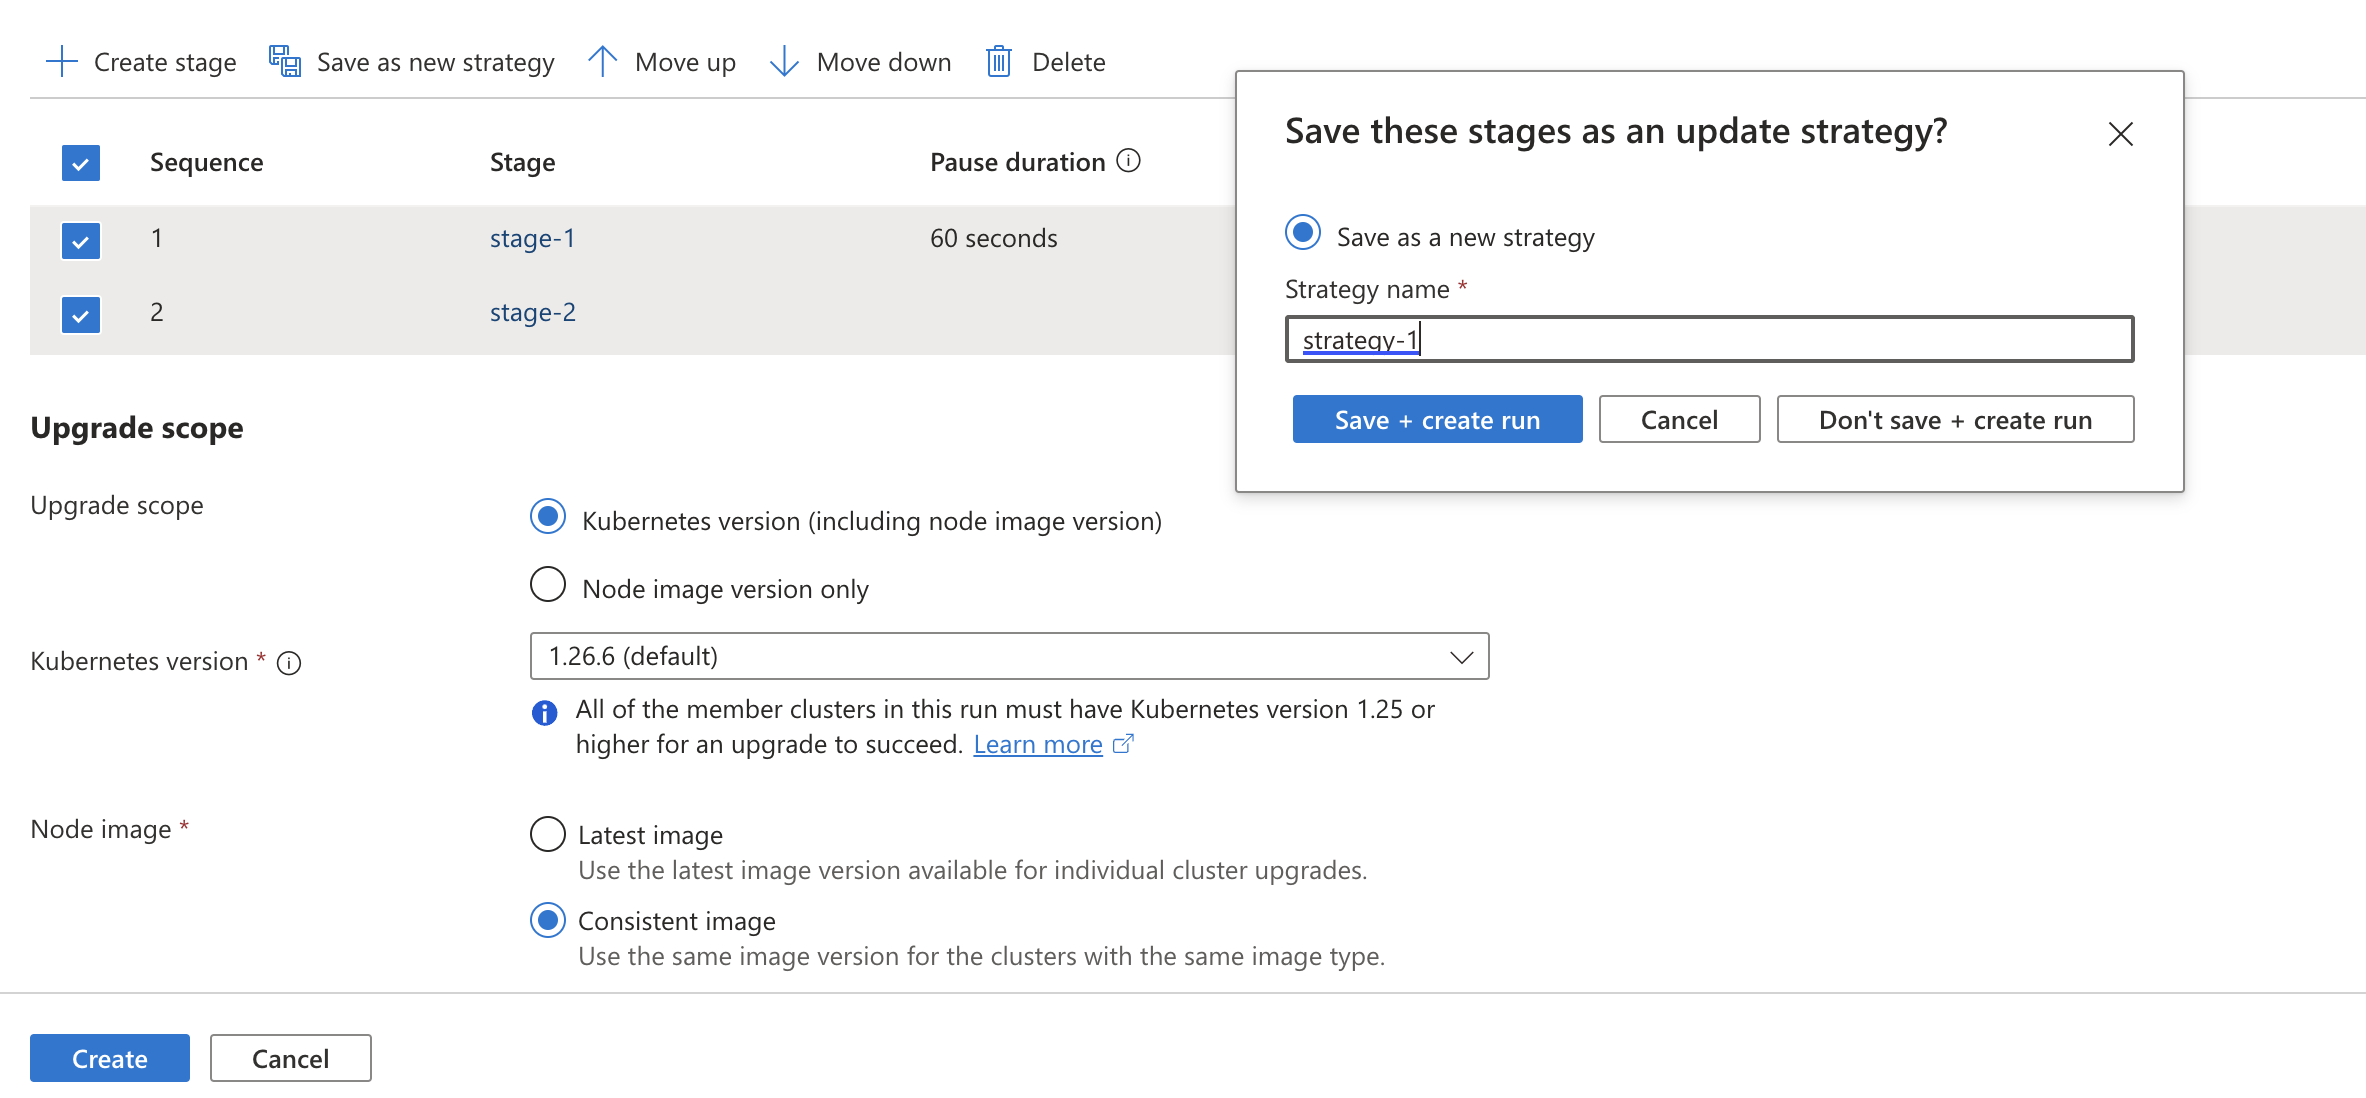 Create stage Save as new strategy Move up Move down Delete
Sequence Stage Pause duration
1 stage-1 60 seconds
2 stage-2
Save these stages as an update strategy?
Save as a new strategy
Strategy name *
strategy-1
Save + create run Cancel Don't save + create run
Upgrade scope
Upgrade scope
Kubernetes version (including node image version)
Node image version only
Kubernetes version *
1.26.6 (default)
All of the member clusters in this run must have Kubernetes version 1.25 or
higher for an upgrade to succeed. Learn more
Node image *
Latest image
Use the latest image version available for individual cluster upgrades.
Consistent image
Use the same image version for the clusters with the same image type.
Create Cancel